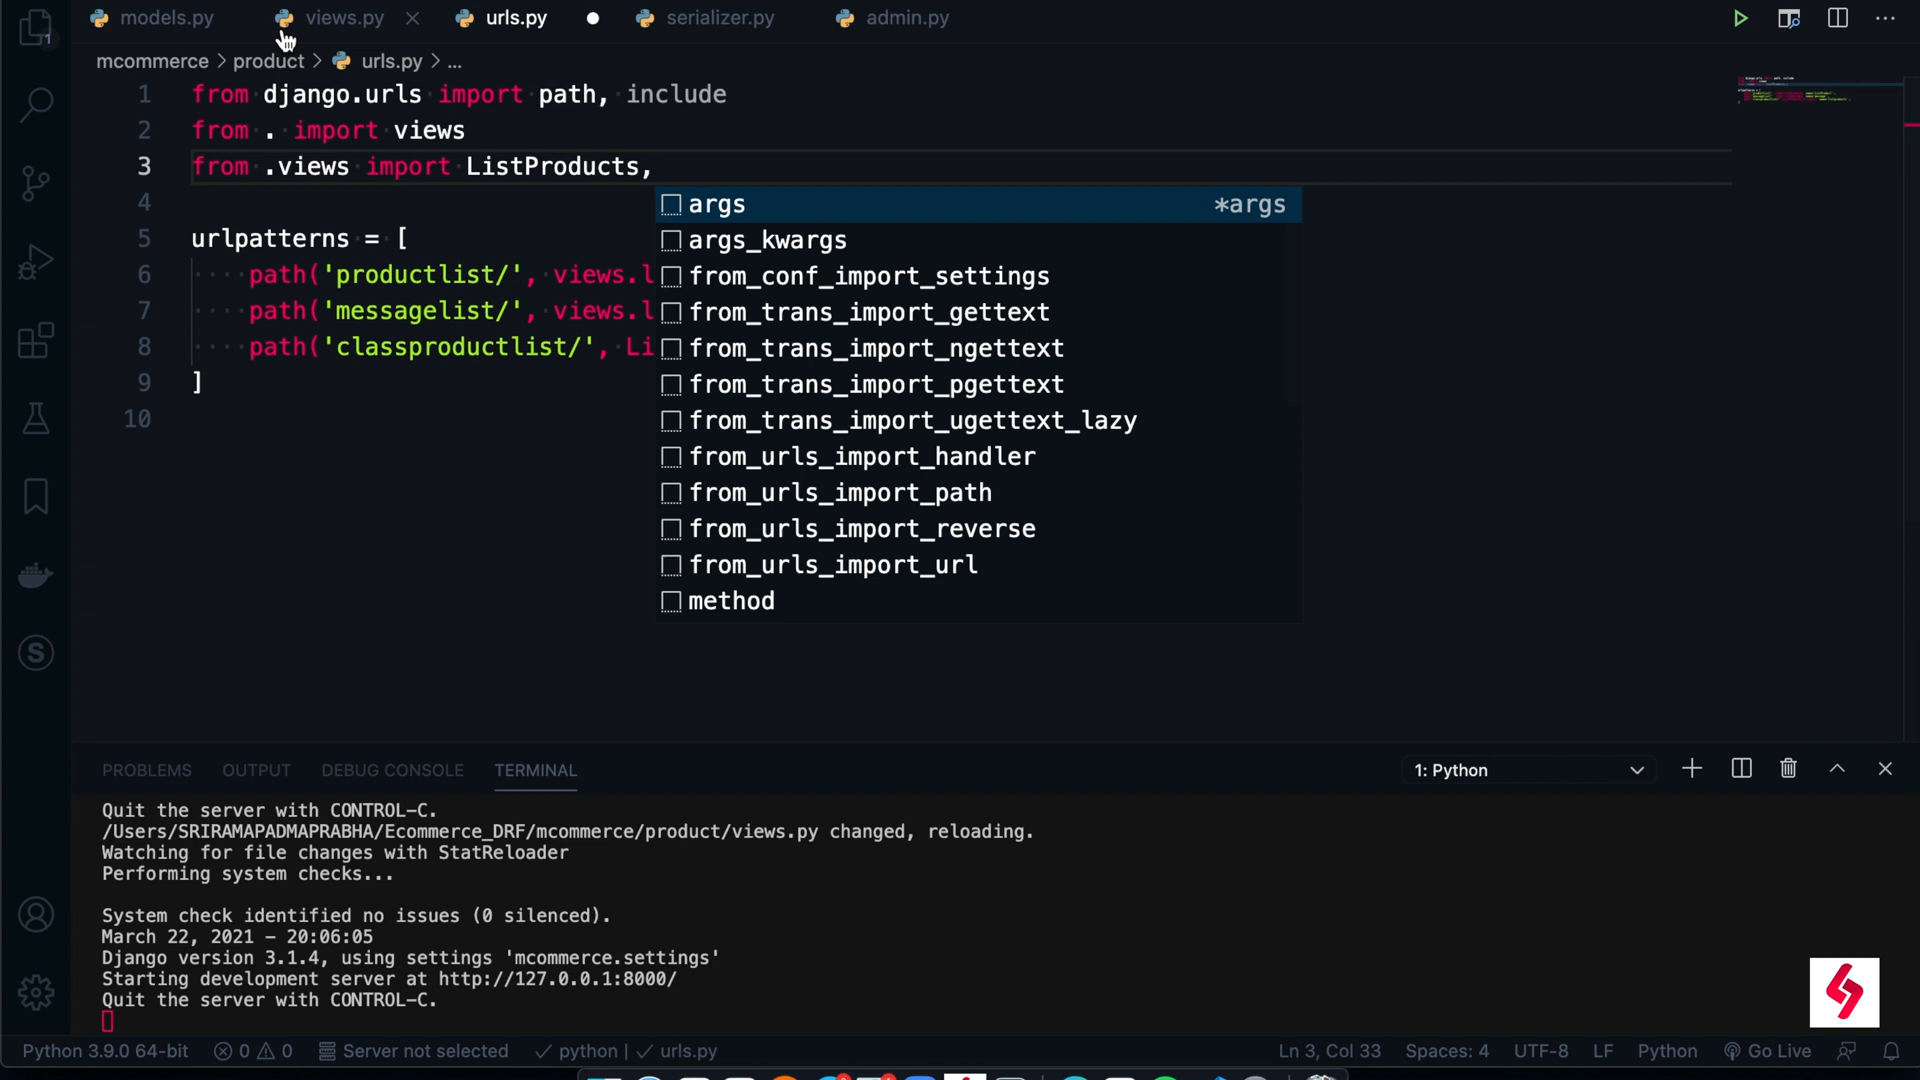 models.py views.py urls.py serializer.py admin.py
mcommerce > product > urls.py > ...
1 from django.urls import path, include
2 from . import views
3 from .views import ListProducts,
4
5 urlpatterns = [
6 path('productlist/', views.l
7 path('messagelist/', views.l
8 path('classproductlist/', Li
9 ]
10
args *args
args_kwargs
from_conf_import_settings
from_trans_import_gettext
from_trans_import_ngettext
from_trans_import_pgettext
from_trans_import_ugettext_lazy
from_urls_import_handler
from_urls_import_path
from_urls_import_reverse
from_urls_import_url
method
PROBLEMS OUTPUT DEBUG CONSOLE TERMINAL 1: Python
Quit the server with CONTROL-C.
/Users/SRIRAMAPADMAPRABHA/Ecommerce_DRF/mcommerce/product/views.py changed, reloading.
Watching for file changes with StatReloader
Performing system checks...
System check identified no issues (0 silenced).
March 22, 2021 - 20:06:05
Django version 3.1.4, using settings 'mcommerce.settings'
Starting development server at http://127.0.0.1:8000/
Quit the server with CONTROL-C.
Python 3.9.0 64-bit 0 0 Server not selected python | urls.py Ln 3, Col 33 Spaces: 4 UTF-8 LF Python Go Live